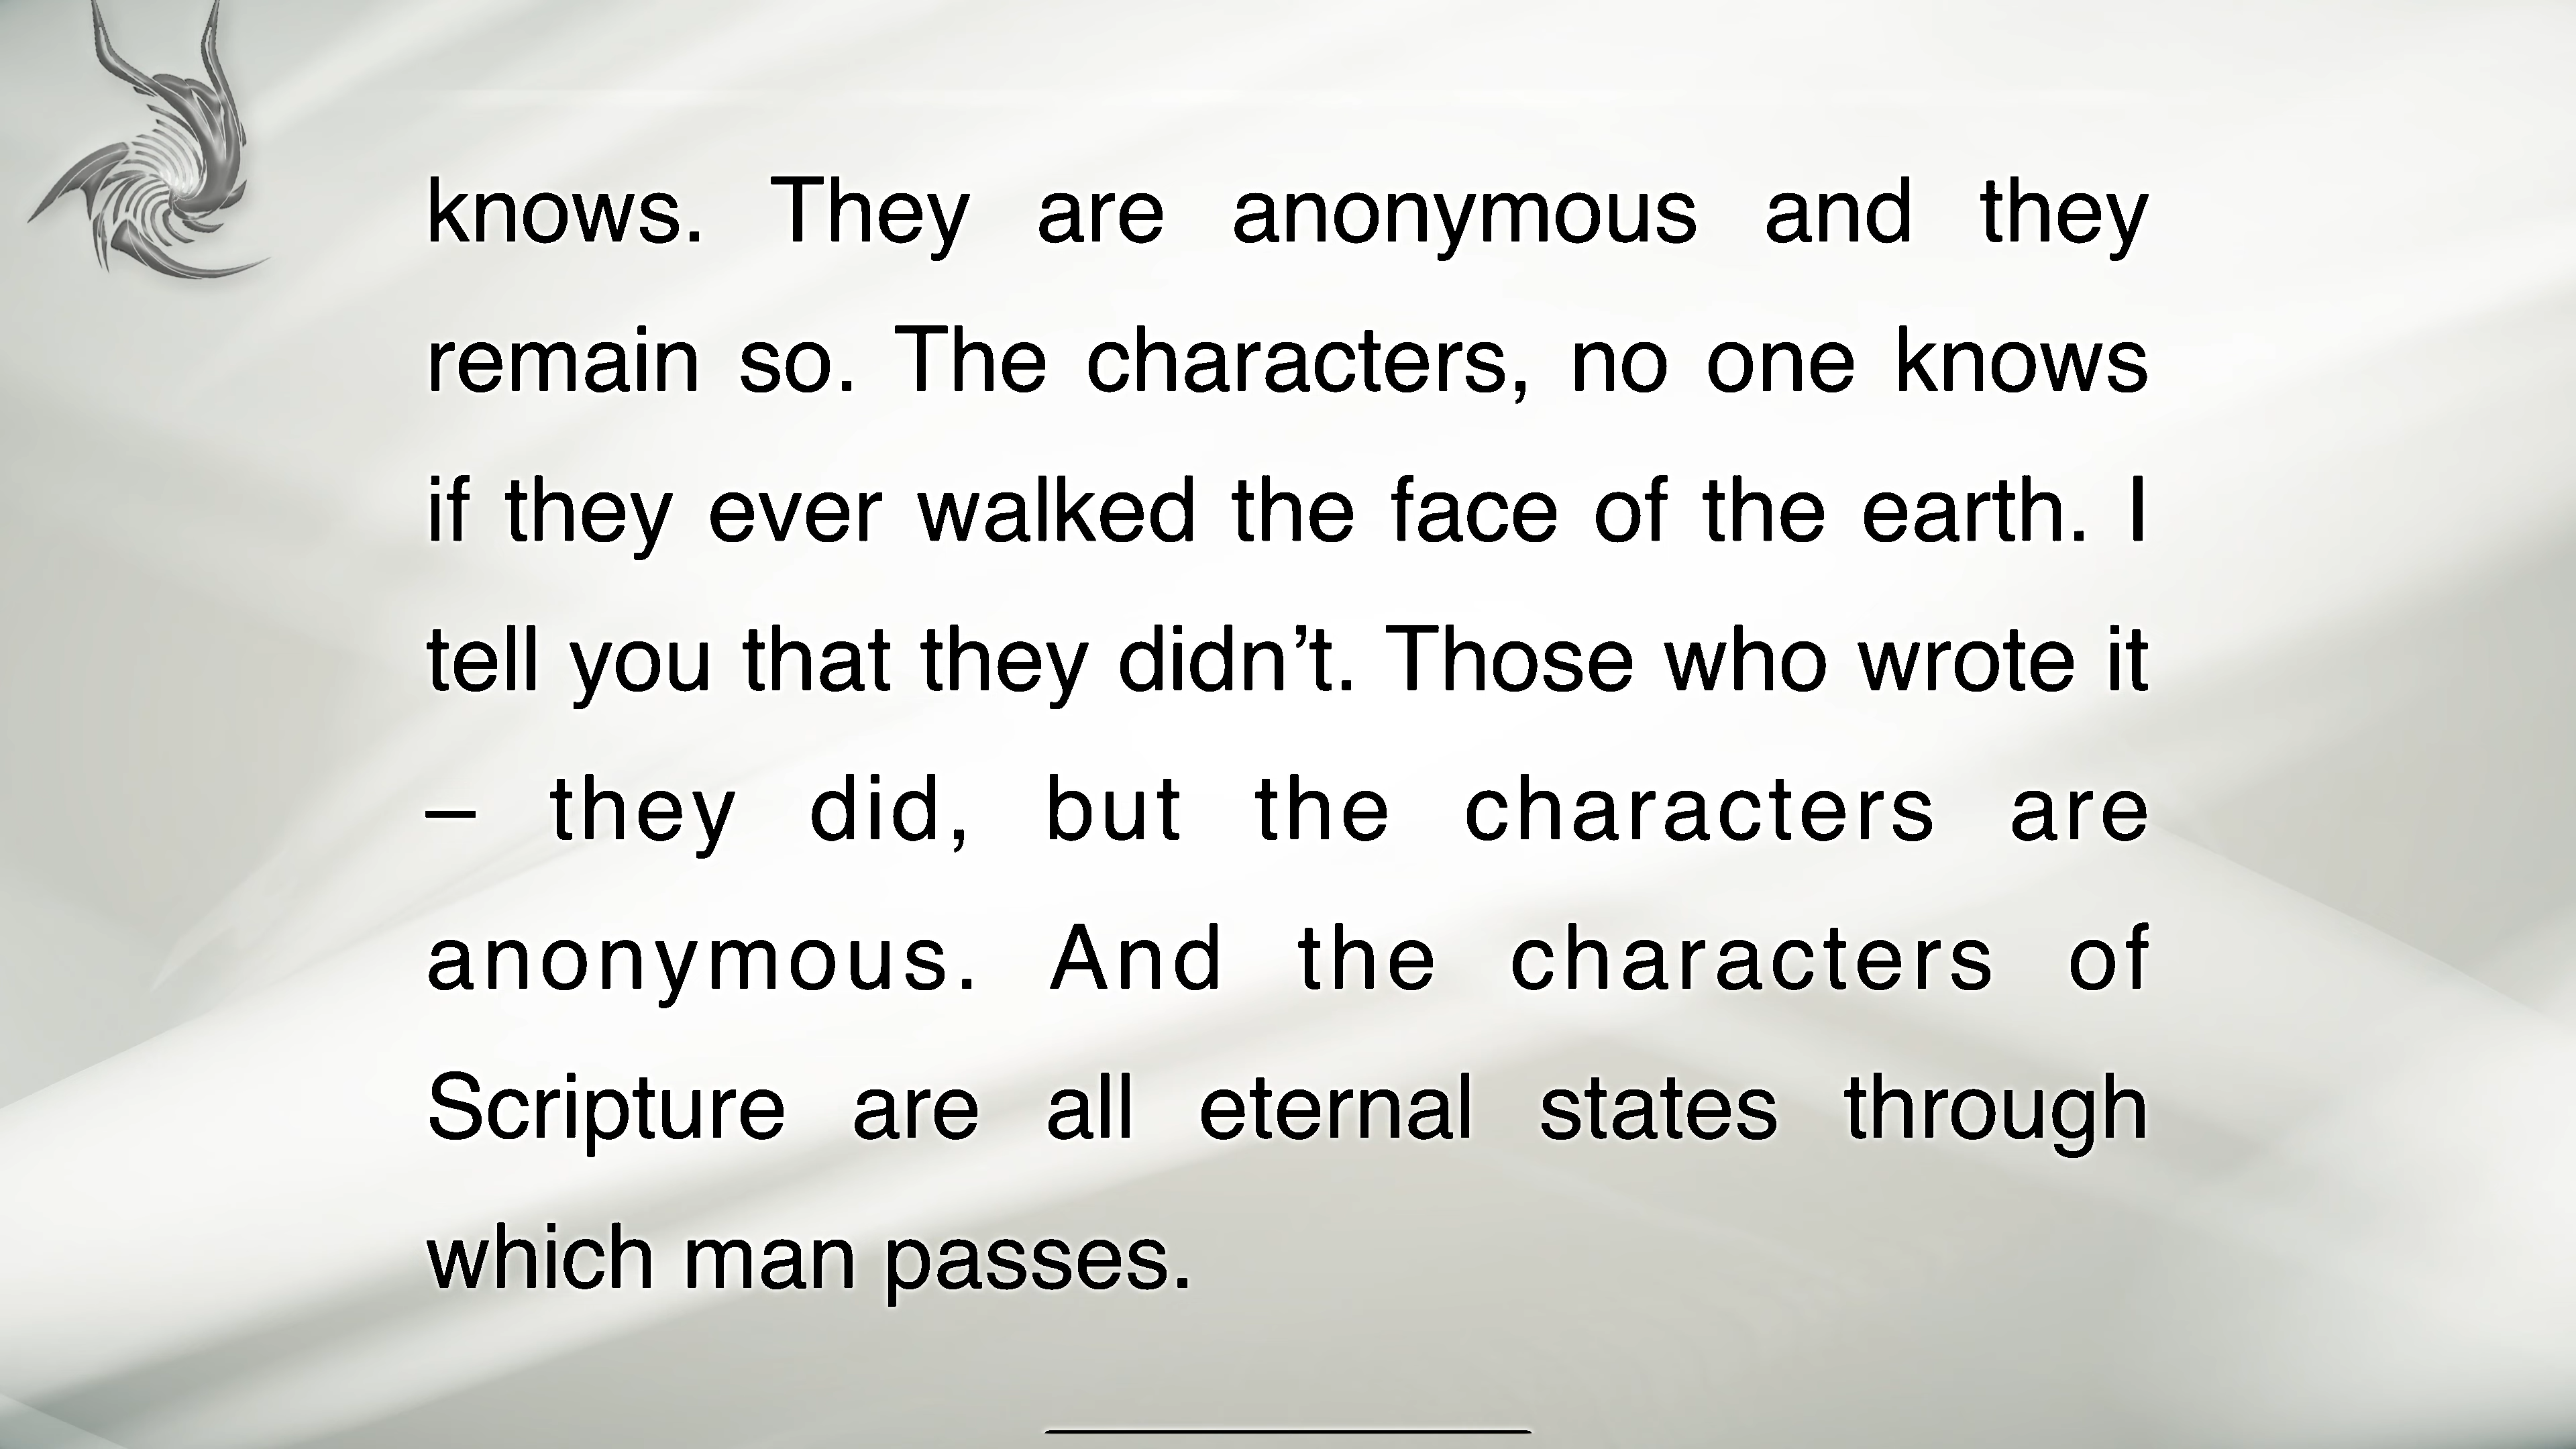 knows. They are anonymous and they
remain so. The characters, no one knows
if they ever walked the face of the earth. I
tell you that they didn’t. Those who wrote it
– they did, but the characters are
anonymous. And the characters of
Scripture are all eternal states through
which man passes.